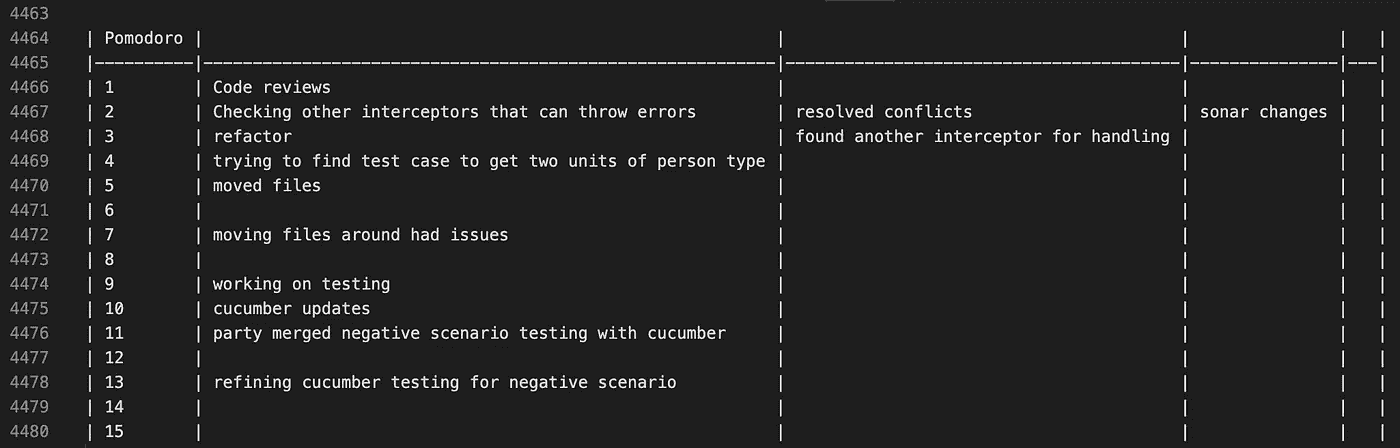 4463
4464 | Pomodoro | | | | |
4465 |----------|----------------------------------------------------------|----------------------------------------|---------------|---|
4466 | 1 | Code reviews | | | |
4467 | 2 | Checking other interceptors that can throw errors | resolved conflicts | sonar changes | |
4468 | 3 | refactor | found another interceptor for handling | | |
4469 | 4 | trying to find test case to get two units of person type | | | |
4470 | 5 | moved files | | | |
4471 | 6 | | | | |
4472 | 7 | moving files around had issues | | | |
4473 | 8 | | | | |
4474 | 9 | working on testing | | | |
4475 | 10 | cucumber updates | | | |
4476 | 11 | party merged negative scenario testing with cucumber | | | |
4477 | 12 | | | | |
4478 | 13 | refining cucumber testing for negative scenario | | | |
4479 | 14 | | | | |
4480 | 15 | | | | |